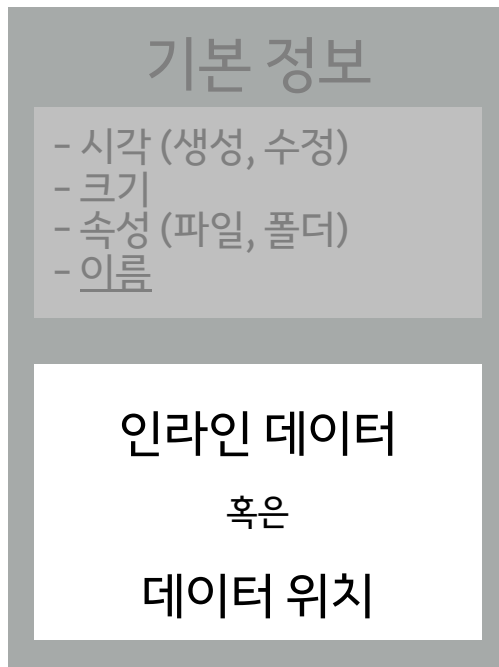 기본 정보
- 시각 (생성, 수정)
- 크기
- 속성 (파일, 폴더)
- 이름
인라인 데이터
혹은
데이터 위치